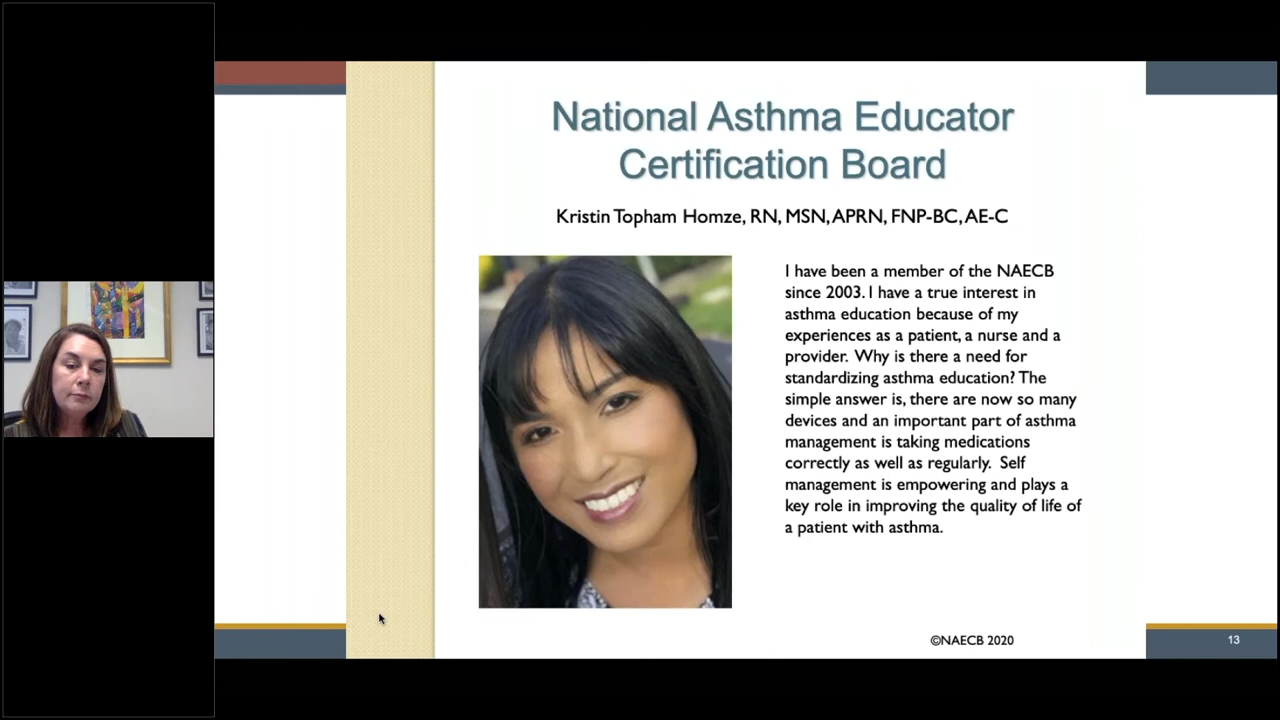 National Asthma Educator
Certification Board
Kristin Topham Homze, RN, MSN, APRN, FNP-BC, AE-C
I have been a member of the NAECB
since 2003. I have a true interest in
asthma education because of my
experiences as a patient, a nurse and a
provider. Why is there a need for
standardizing asthma education? The
simple answer is, there are now so many
devices and an important part of asthma
management is taking medications
correctly as well as regularly. Self
management is empowering and plays a
key role in improving the quality of life of
a patient with asthma.
©NAECB 2020
13